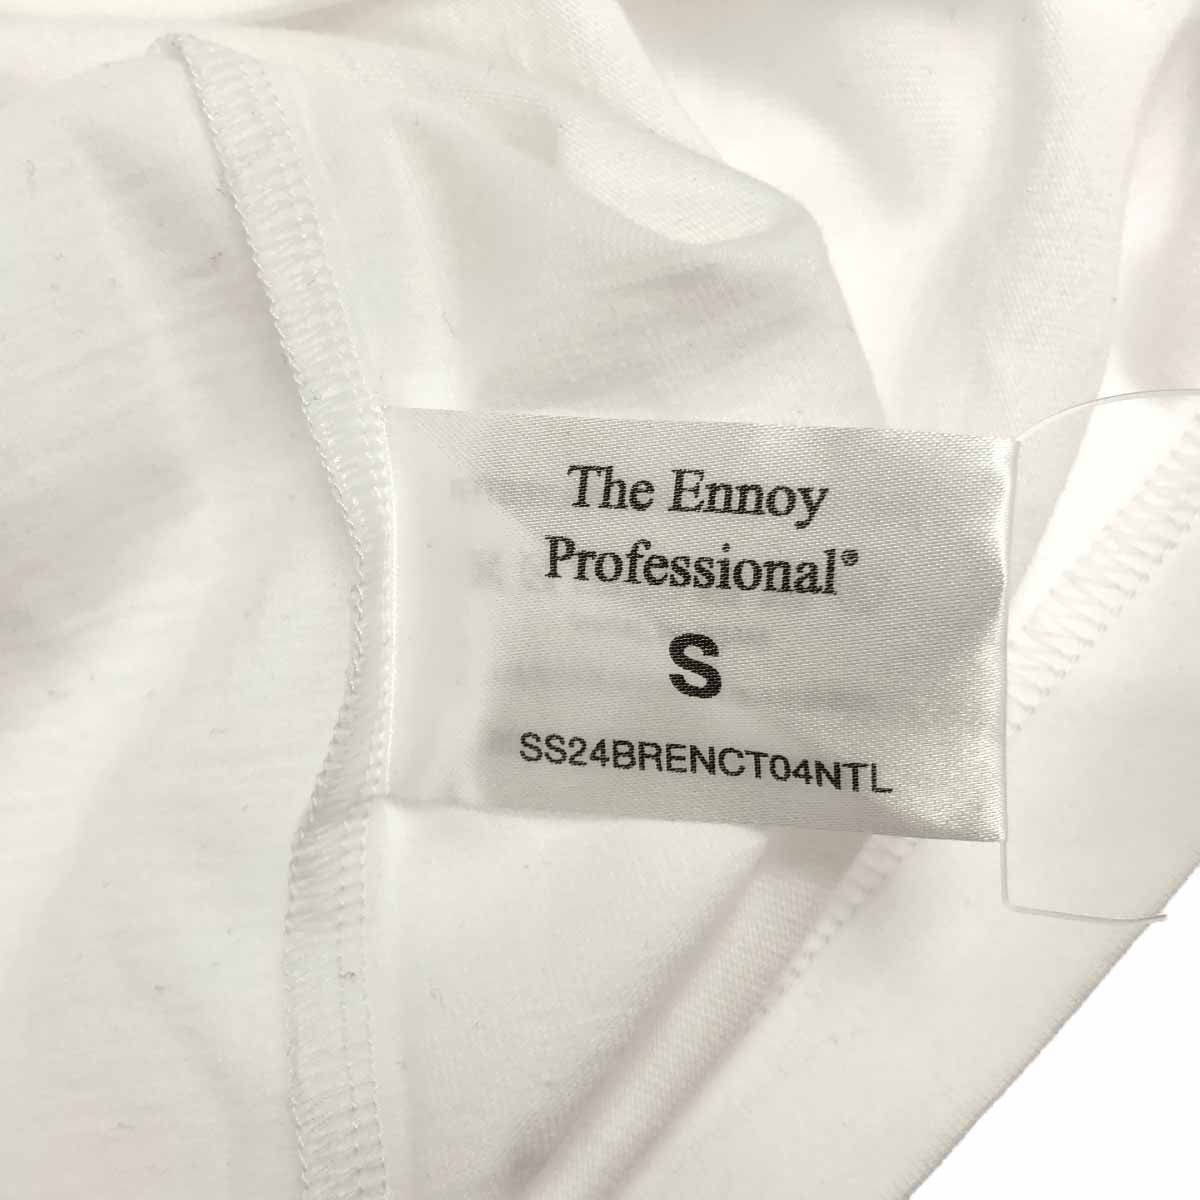 The Ennoy
Professional®
S
SS24BRENCT04NTL